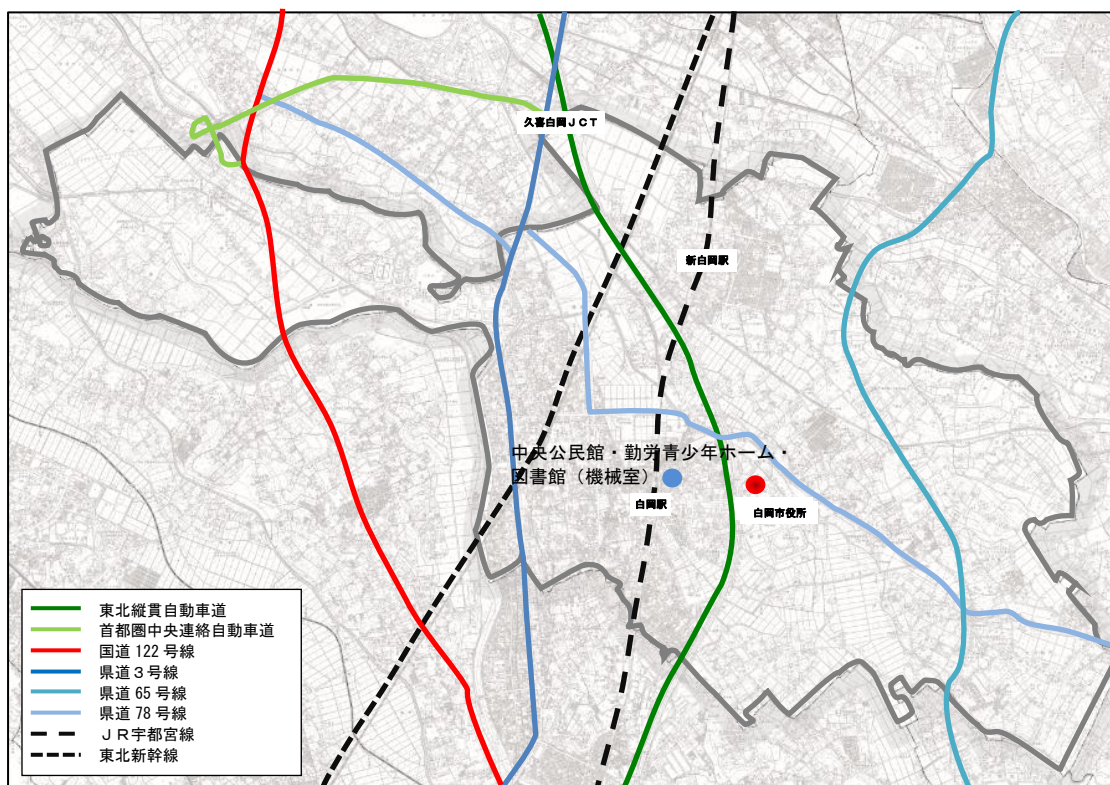 久喜白岡JCT
新白岡駅
中央公民館・勤労青少年ホーム・
図書館（機械室）
白岡駅
白岡市役所
東北縦貫自動車道
首都圏中央連絡自動車道
国道 122 号線
県道３号線
県道 65 号線
県道 78 号線
ＪＲ宇都宮線
東北新幹線